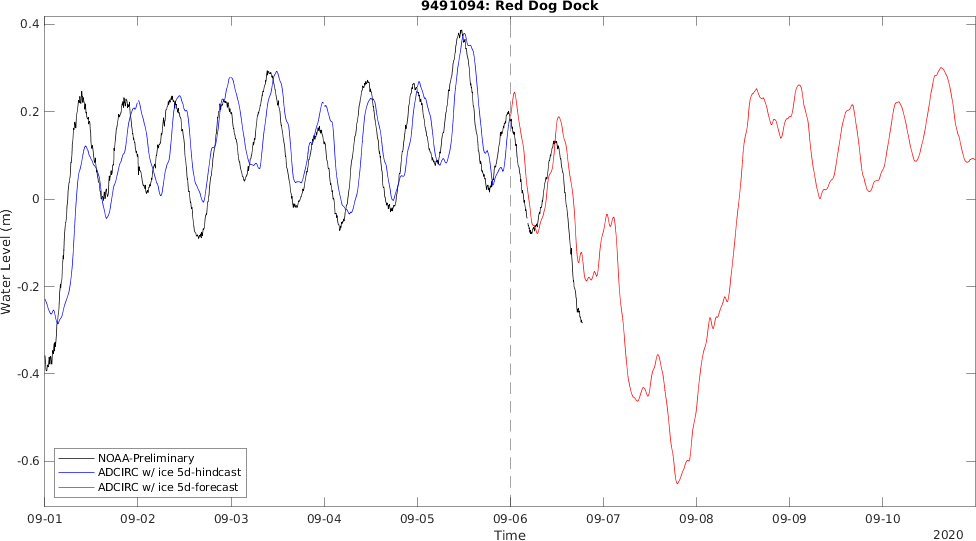 9491094: Red Dog Dock
0.4
0.2
0
-0.2
-0.4
-0.6
Water Level (m)
NOAA-Preliminary
ADCIRC w/ ice 5d-hindcast
ADCIRC w/ ice 5d-forecast
09-01 09-02 09-03 09-04 09-05 09-06 09-07 09-08 09-09 09-10
Time
2020